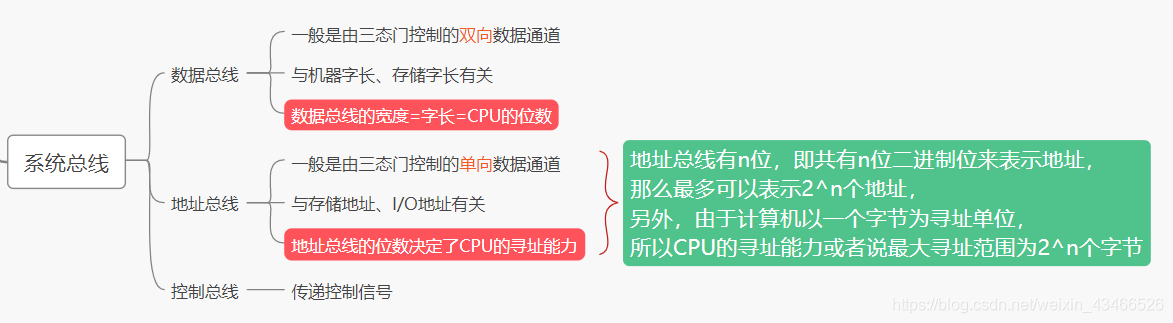 系统总线
数据总线
一般是由三态门控制的双向数据通道
与机器字长、存储字长有关
数据总线的宽度=字长=CPU的位数
地址总线
一般是由三态门控制的单向数据通道
与存储地址、I/O地址有关
地址总线的位数决定了CPU的寻址能力
地址总线有n位，即共有n位二进制位来表示地址，
那么最多可以表示2^n个地址，
另外，由于计算机以一个字节为寻址单位，
所以CPU的寻址能力或者说最大寻址范围为2^n个字节
控制总线
传递控制信号
https://blog.csdn.net/weixin_43466526